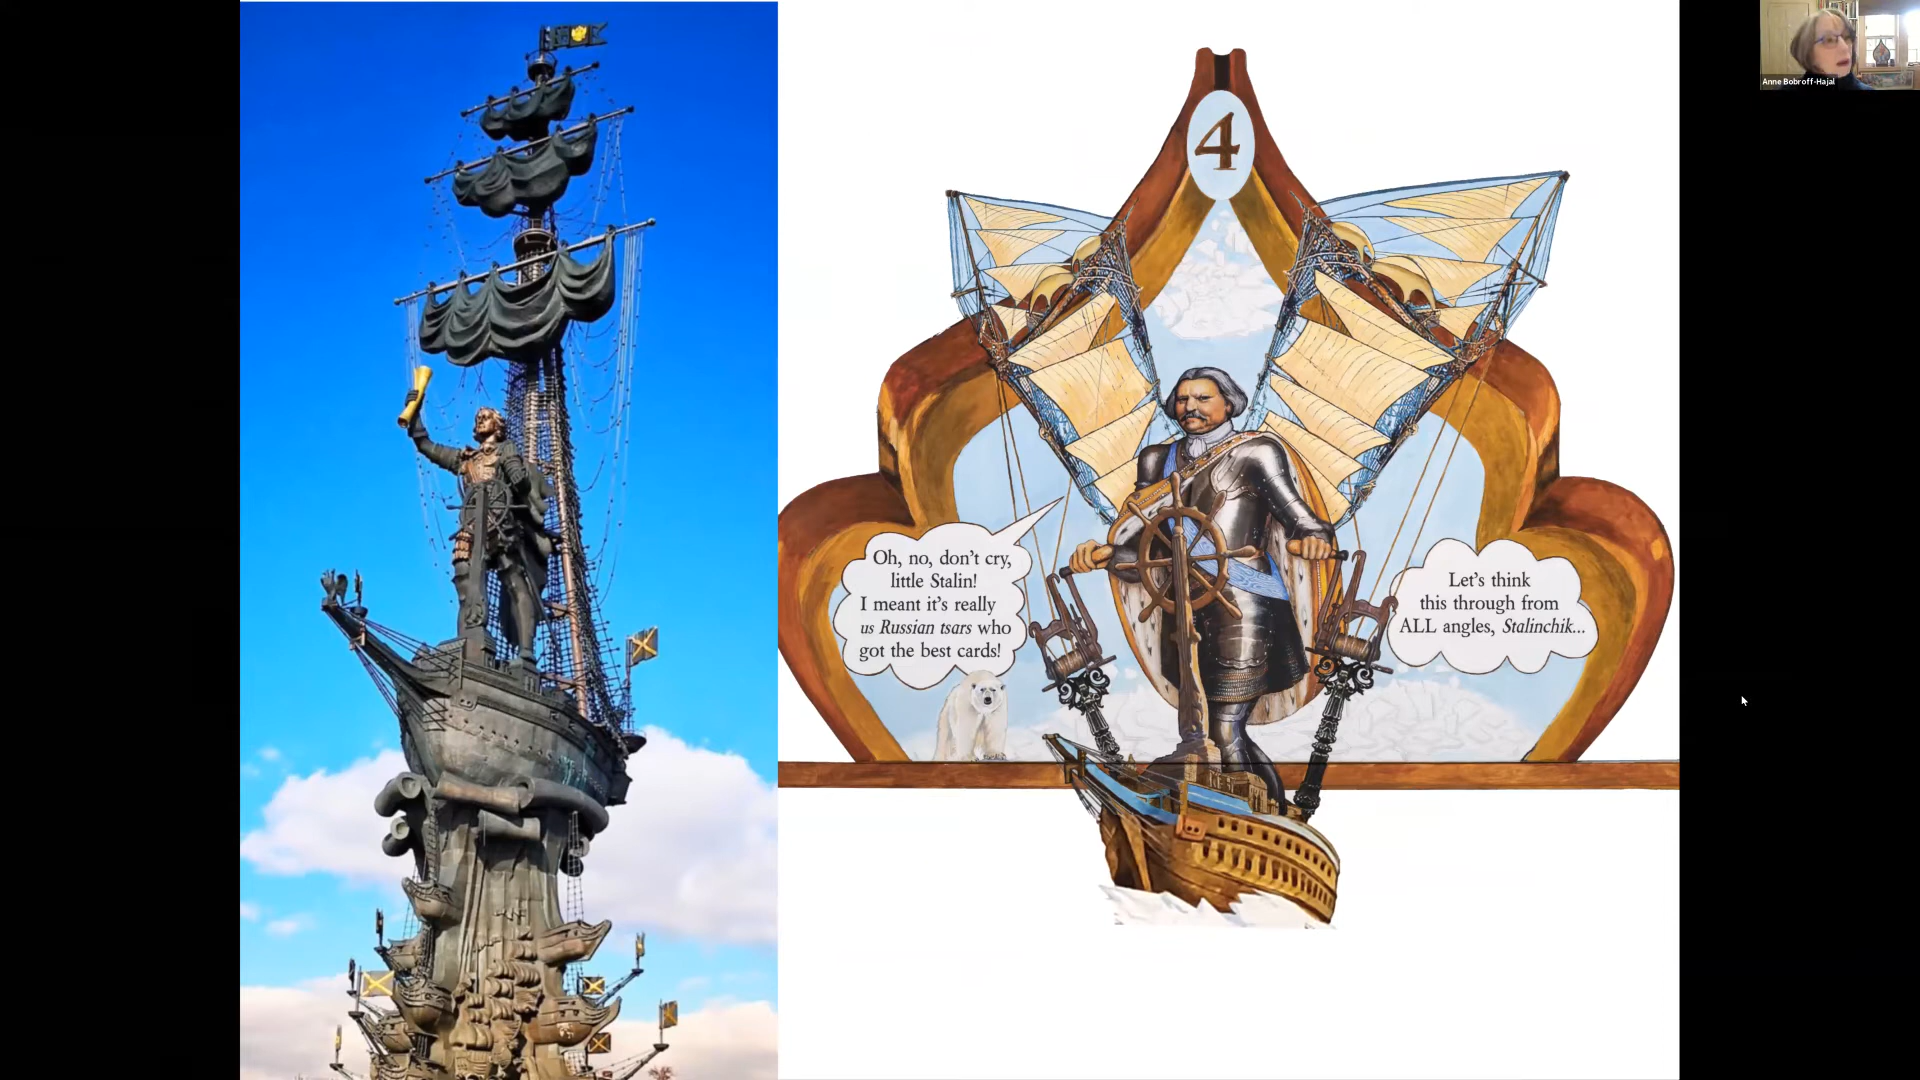 4
Oh, no, don't cry,
little Stalin!
I meant it's really
us Russian tsars who
got the best cards!
Let's think
this through from
ALL angles, Stalinchik...
Anne Bobroff-Hajal